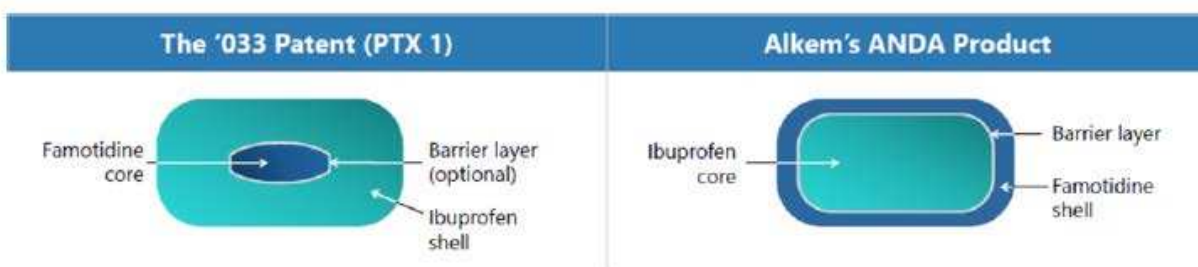 The ’033 Patent (PTX 1)
Alkem’s ANDA Product
Famotidine
core
Barrier layer
(optional)
Ibuprofen
shell
Ibuprofen
core
Barrier layer
Famotidine
shell